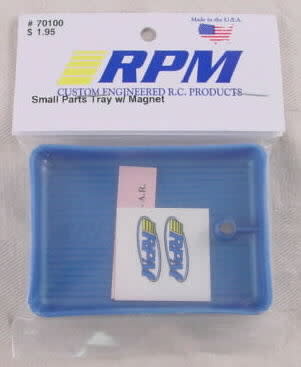 # 70100
$ 1.95
Made in the U.S.A.
RPM
CUSTOM ENGINEERED R.C. PRODUCTS
Small Parts Tray w/ Magnet
A.R.
RPM
RPM